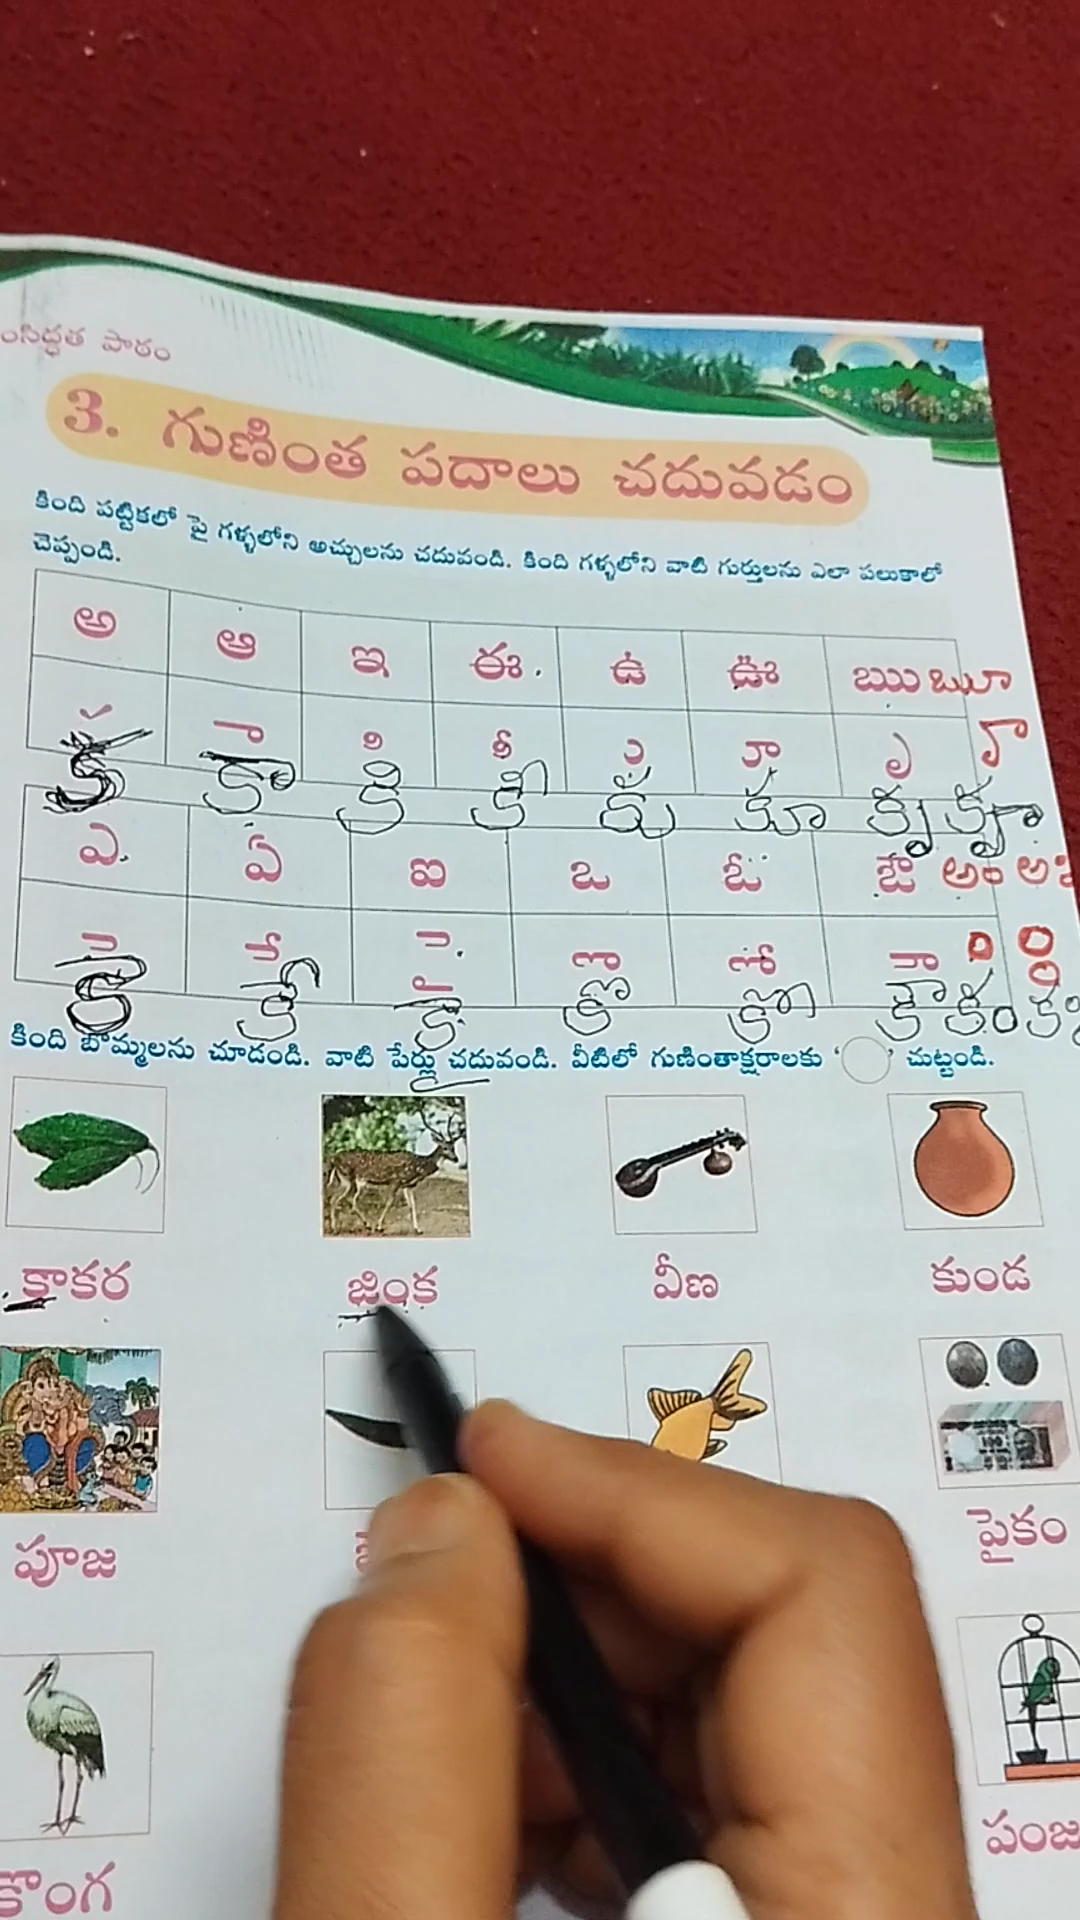 సంసిద్ధత పాఠం
3. గుణింత పదాలు చదువడం
కింది పట్టికలో పై గళ్ళలోని అచ్చులను చదువండి. కింది గళ్ళలోని వాటి గుర్తులను ఎలా పలుకాలో
చెప్పండి.
అ ఆ ఇ ఈ ఉ ఊ ఋ ౠ
ా ి ీ ు ూ ృ ౄ
క కా కి కీ కు కూ కృ కౄ
ఎ ఏ ఐ ఒ ఓ ఔ అం అః
ె ే ై ొ ో ౌ ం ః
కె కే కై కొ కో కౌ కం కః
కింది బొమ్మలను చూడండి. వాటి పేర్లు చదువండి. వీటిలో గుణింతాక్షరాలకు ‘ ’ చుట్టండి.
కాకర జింక వీణ కుండ
పూజ పైకం
కొంగ పంజ